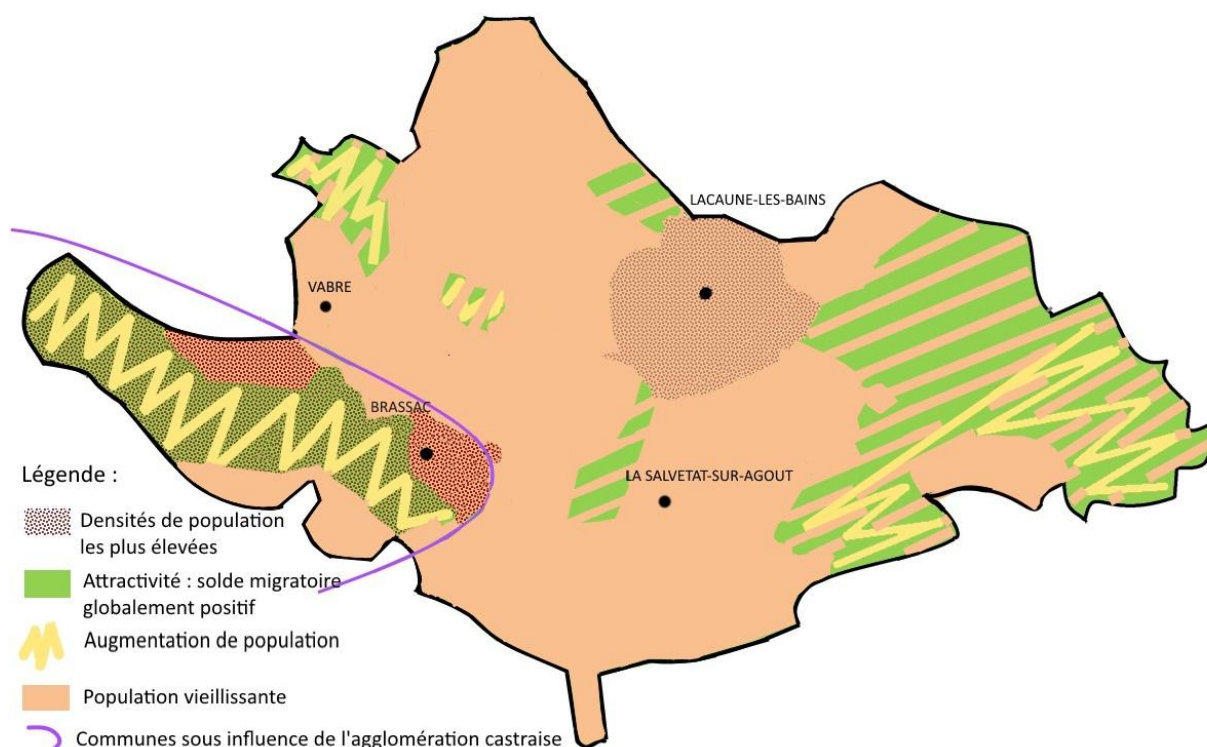 LACAUNE-LES-BAINS
VABRE
BRASSAC
LA SALVETAT-SUR-AGOUT
Légende :
Densités de population
les plus élevées
Attractivité : solde migratoire
globalement positif
Augmentation de population
Population vieillissante
Communes sous influence de l'agglomération castraise